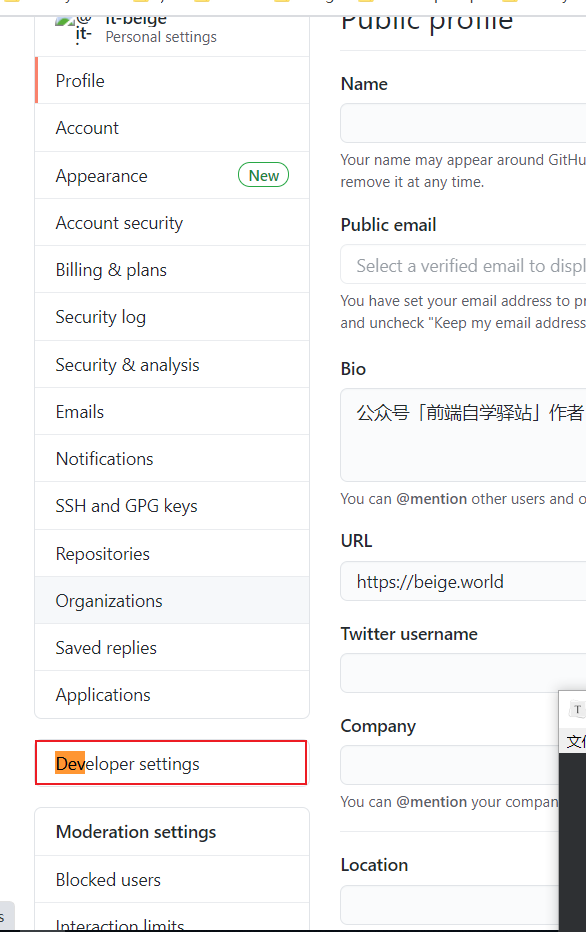 it-beige
@
it-
Personal settings
Profile
Account
Appearance New
Account security
Billing & plans
Security log
Security & analysis
Emails
Notifications
SSH and GPG keys
Repositories
Organizations
Saved replies
Applications
Developer settings
Moderation settings
Blocked users
Interaction limits
Public profile
Name
Your name may appear around GitHu
remove it at any time.
Public email
Select a verified email to displ
You have set your email address to pr
and uncheck "Keep my email address
Bio
公众号「前端自学驿站」作者
You can @mention other users and o
URL
https://beige.world
Twitter username
Company
You can @mention your compan
Location
T
s